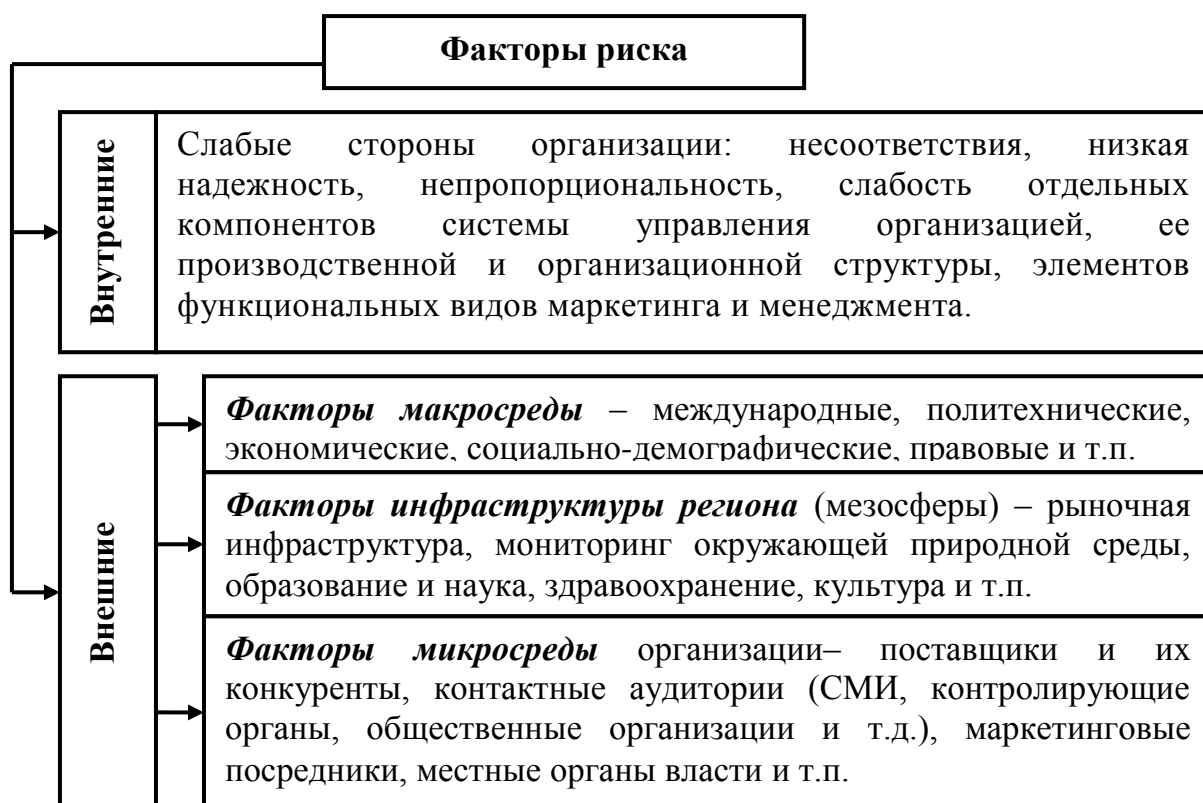 Факторы риска
Внутренние
Слабые стороны организации: несоответствия, низкая
надежность, непропорциональность, слабость отдельных
компонентов системы управления организацией, ее
производственной и организационной структуры, элементов
функциональных видов маркетинга и менеджмента.
Внешние
Факторы макросреды – международные, политехнические,
экономические, социально-демографические, правовые и т.п.
Факторы инфраструктуры региона (мезосферы) – рыночная
инфраструктура, мониторинг окружающей природной среды,
образование и наука, здравоохранение, культура и т.п.
Факторы микросреды организации– поставщики и их
конкуренты, контактные аудитории (СМИ, контролирующие
органы, общественные организации и т.д.), маркетинговые
посредники, местные органы власти и т.п.